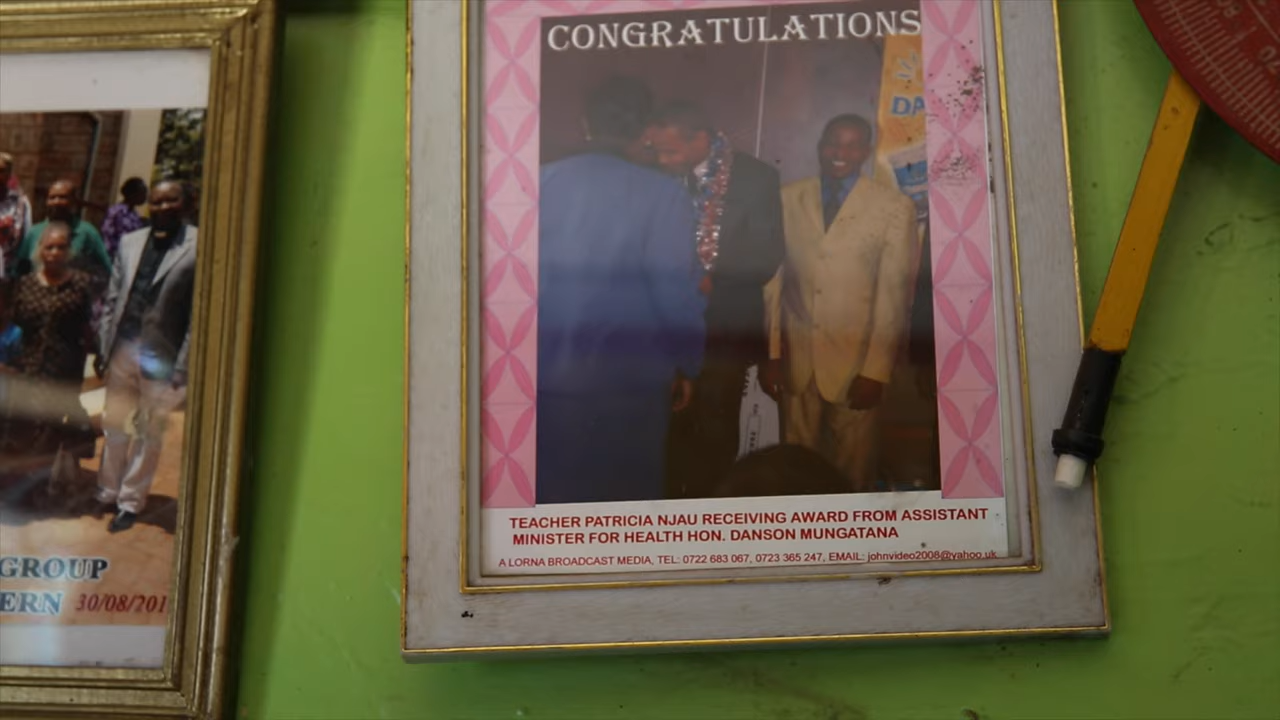 CONGRATULATIONS
DA
TEACHER PATRICIA NJAU RECEIVING AWARD FROM ASSISTANT
MINISTER FOR HEALTH HON. DANSON MUNGATANA
A LORNA BROADCAST MEDIA, TEL: 0722 683 067, 0723 365 247, EMAIL: johnvideo2008@yahoo.uk
GROUP
ERN 30/08/201